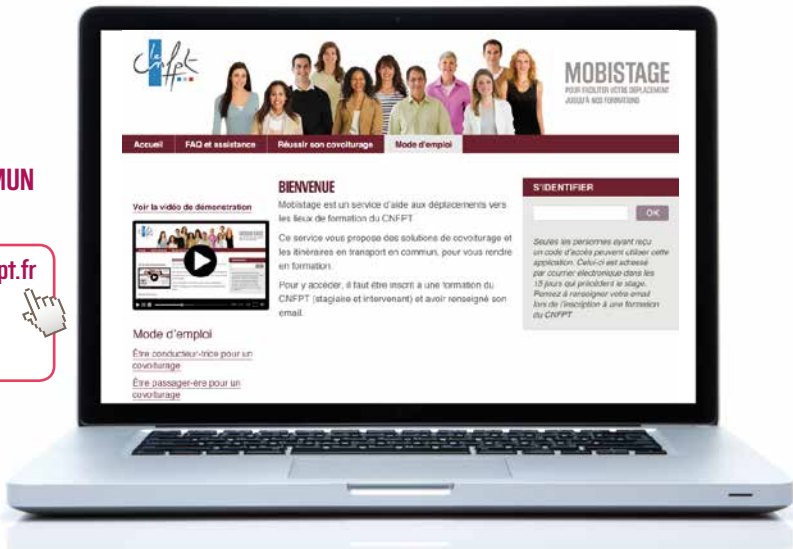 MUN
pt.fr
le
cnfpt
MOBISTAGE
POUR FACILITER VOTRE DÉPLACEMENT
JUSQU'À NOS FORMATIONS
Accueil FAQ et assistance Réussir son covoiturage Mode d'emploi
Voir la vidéo de démonstration
Mode d'emploi
Être conducteur-trice pour un
covoiturage
Être passager-ère pour un
covoiturage
BIENVENUE
Mobistage est un service d'aide aux déplacements vers
les lieux de formation du CNFPT.
Ce service vous propose des solutions de covoiturage et
les itinéraires en transport en commun, pour vous rendre
en formation.
Pour y accéder, il faut être inscrit à une formation du
CNFPT (stagiaire et intervenant) et avoir renseigné son
email.
S'IDENTIFIER
OK
Seules les personnes ayant reçu
un code d'accès peuvent utiliser cette
application. Celui-ci est adressé
par courrier électronique dans les
15 jours qui précèdent le stage.
Pensez à renseigner votre email
lors de l'inscription à une formation
du CNFPT